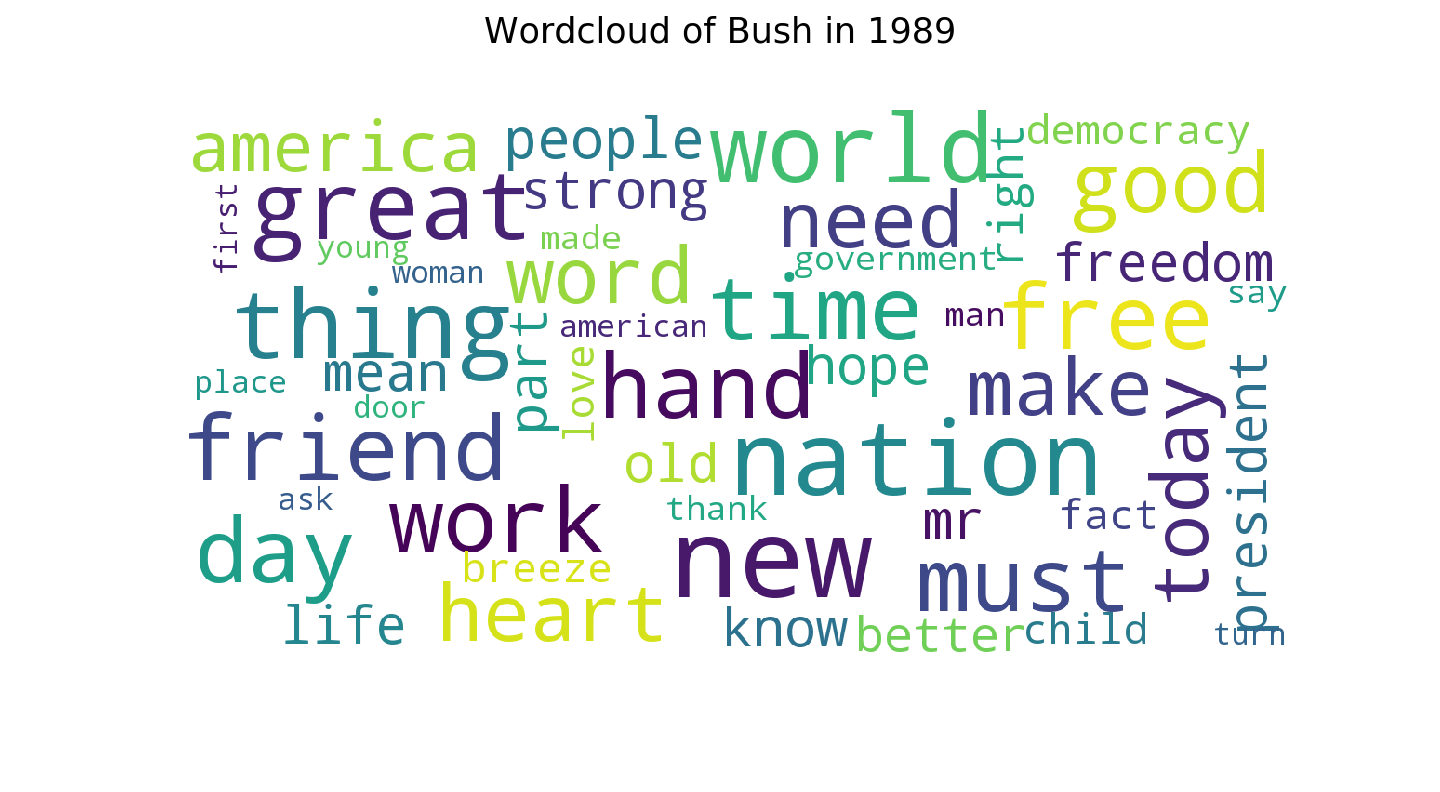 Wordcloud of Bush in 1989
america people world right democracy
great strong need good
first young made government freedom
woman word time free say
thing american man
place mean part love hand hope make president
door today
friend old nation
ask thank mr fact
day work breeze new must
life heart know better child turn